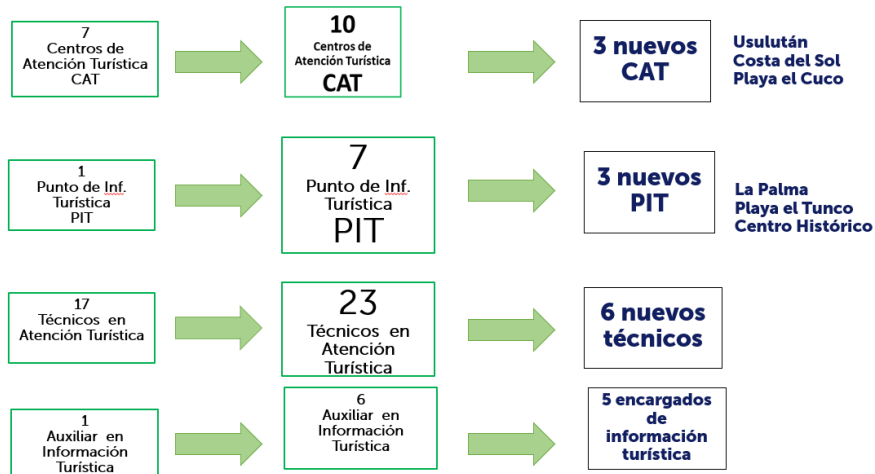 7
Centros de
Atención Turística
CAT
10
Centros de
Atención Turística
CAT
3 nuevos
CAT
Usulután
Costa del Sol
Playa el Cuco
1
Punto de Inf.
Turística
PIT
7
Punto de Inf.
Turística
PIT
3 nuevos
PIT
La Palma
Playa el Tunco
Centro Histórico
17
Técnicos en
Atención Turística
23
Técnicos en
Atención
Turística
6 nuevos
técnicos
1
Auxiliar en
Información
Turística
6
Auxiliar en
Información
Turística
5 encargados
de
información
turística